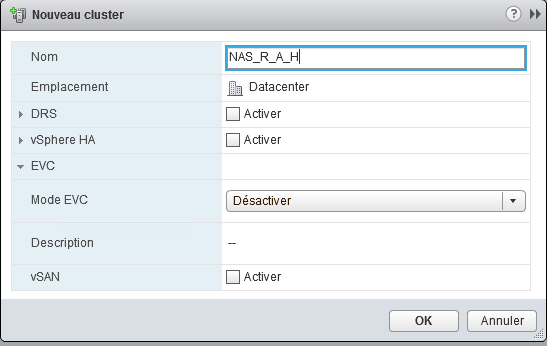 Nouveau cluster
Nom NAS_R_A_H
Emplacement Datacenter
DRS Activer
vSphere HA Activer
EVC
Mode EVC Désactiver
Description --
vSAN Activer
OK Annuler